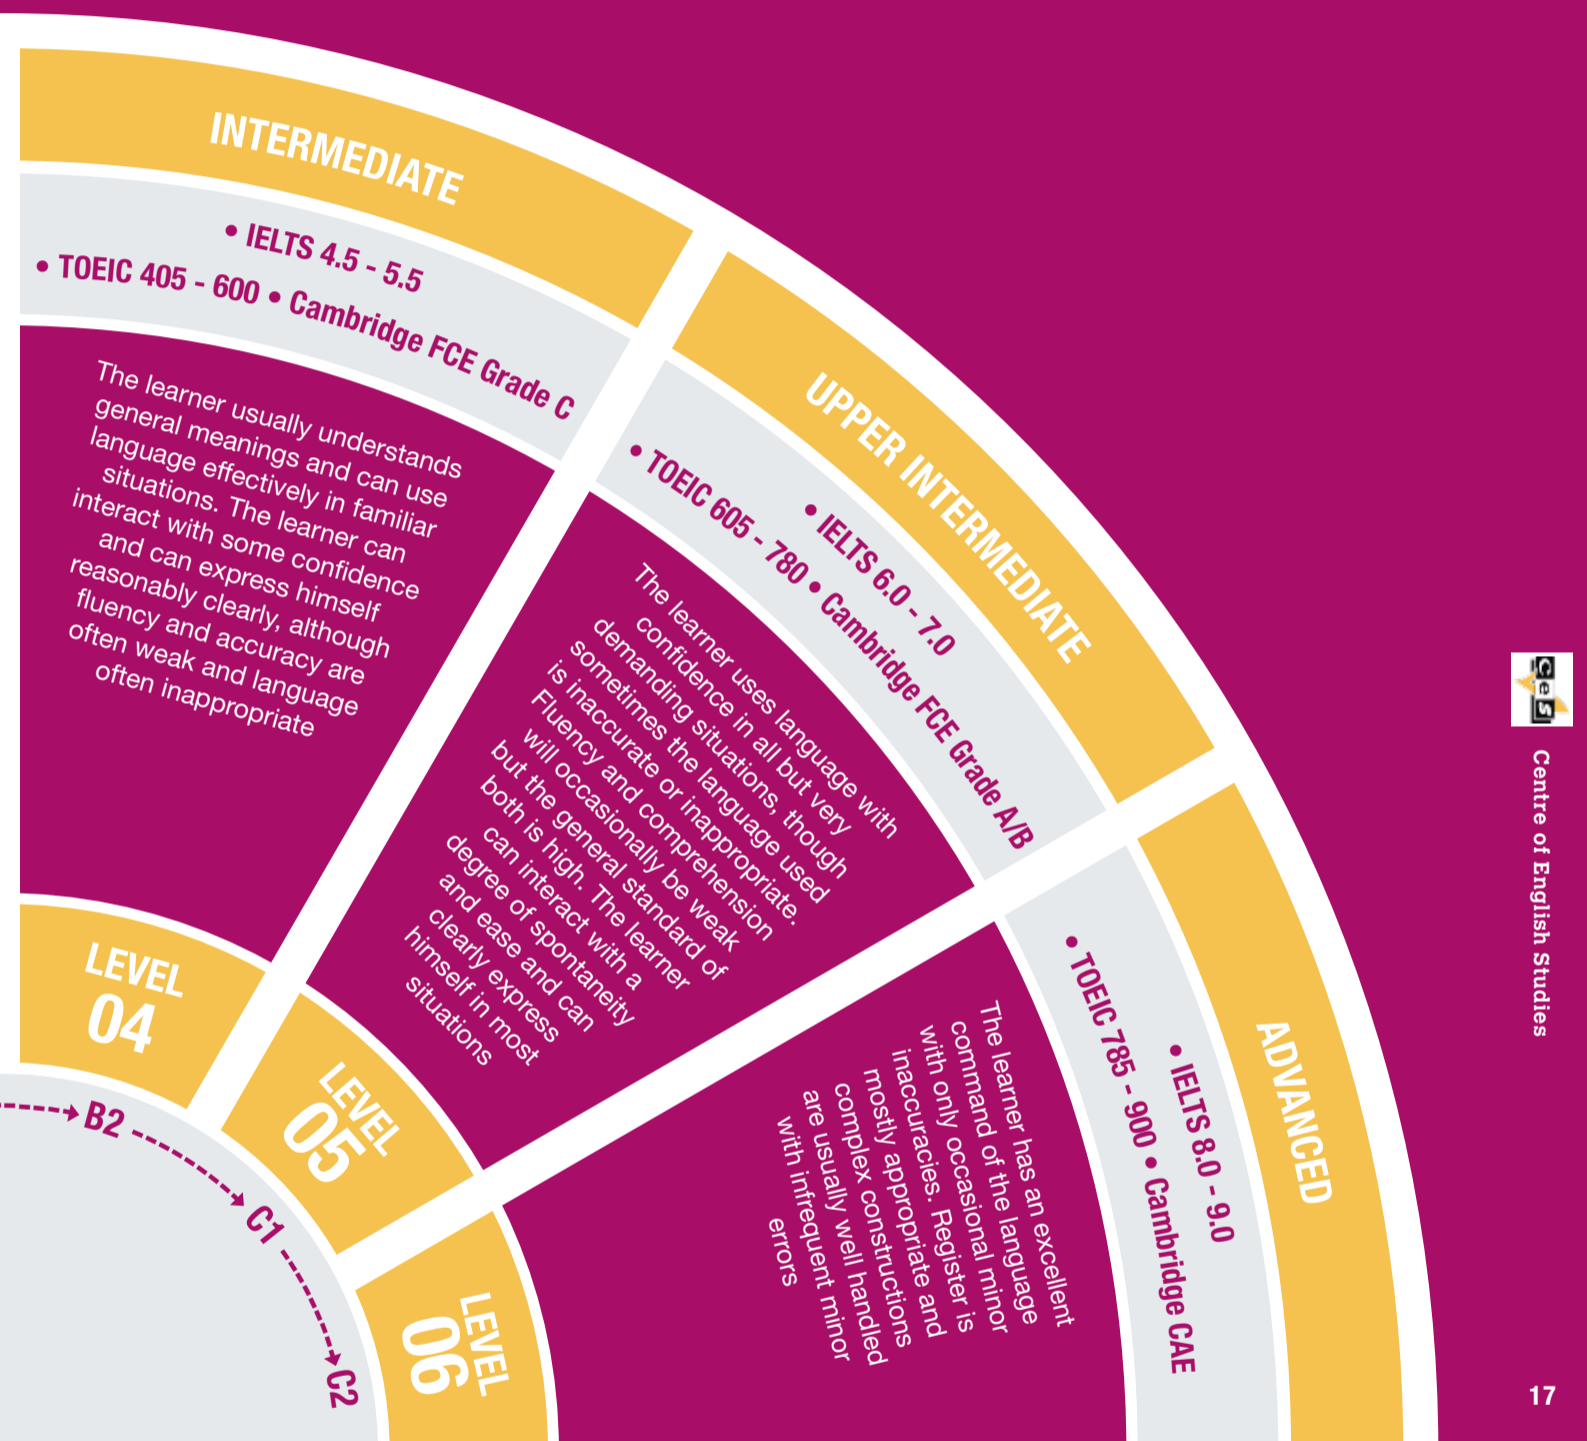 INTERMEDIATE
• IELTS 4.5 - 5.5
• TOEIC 405 - 600 • Cambridge FCE Grade C
The learner usually understands
general meanings and can use
language effectively in familiar
situations. The learner can
interact with some confidence
and can express himself
reasonably clearly, although
fluency and accuracy are
often weak and language
often inappropriate
LEVEL
04
B2
UPPER INTERMEDIATE
• IELTS 6.0 - 7.0
• TOEIC 605 - 780 • Cambridge FCE Grade A/B
The learner uses language with
confidence in all but very
demanding situations, though
sometimes the language used
is inaccurate or inappropriate.
Fluency and comprehension
will occasionally be weak
but the general standard of
both is high. The learner
can interact with a
degree of spontaneity
and ease and can
clearly express
himself in most
situations
LEVEL
05
C1
ADVANCED
• IELTS 8.0 - 9.0
• TOEIC 785 - 900 • Cambridge CAE
The learner has an excellent
command of the language
with only occasional minor
inaccuracies. Register is
mostly appropriate and
complex constructions
are usually well handled
with infrequent minor
errors
LEVEL
06
C2
ces
Centre of English Studies
17